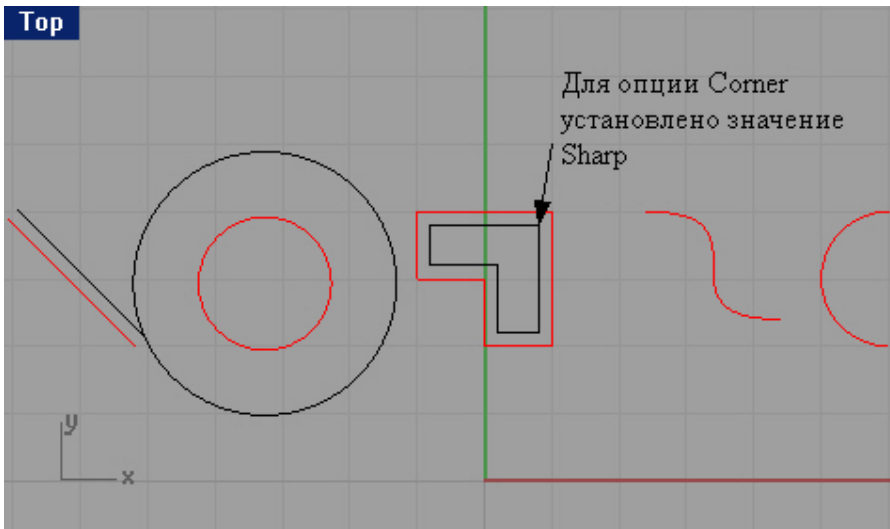 Top
Для опции Corner
установлено значение
Sharp
y
x